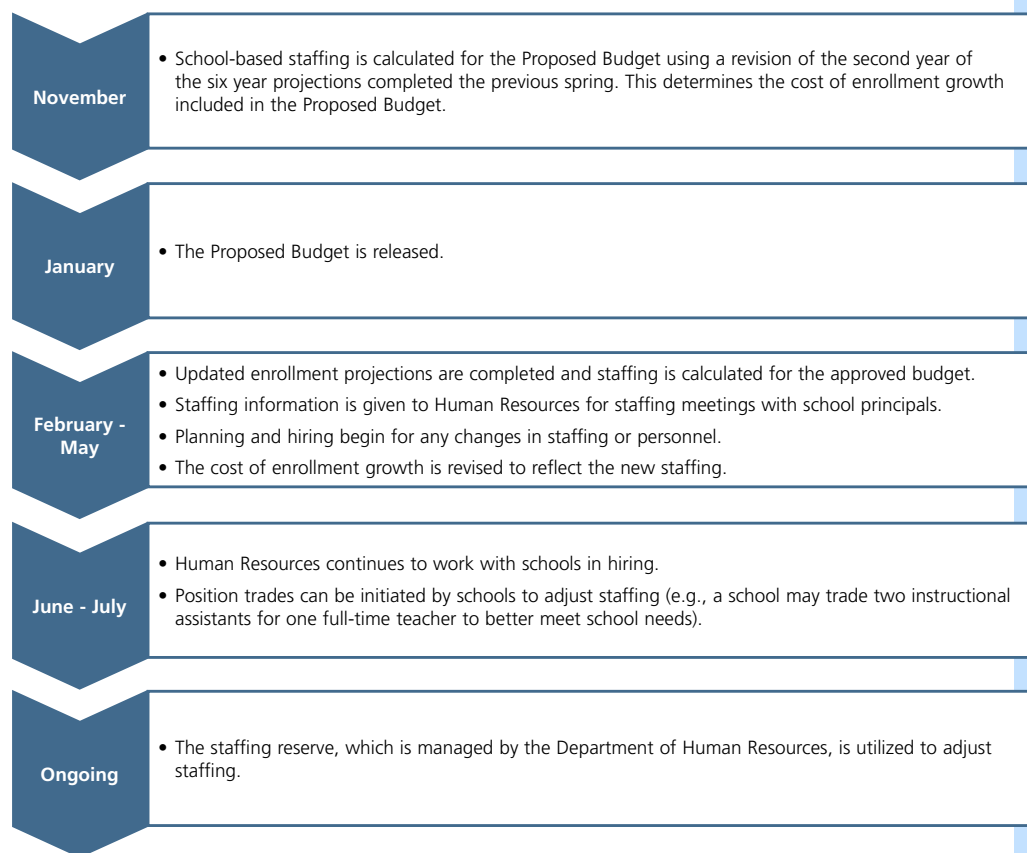 November
• School-based staffing is calculated for the Proposed Budget using a revision of the second year of
the six year projections completed the previous spring. This determines the cost of enrollment growth
included in the Proposed Budget.
January
• The Proposed Budget is released.
February -
May
• Updated enrollment projections are completed and staffing is calculated for the approved budget.
• Staffing information is given to Human Resources for staffing meetings with school principals.
• Planning and hiring begin for any changes in staffing or personnel.
• The cost of enrollment growth is revised to reflect the new staffing.
June - July
• Human Resources continues to work with schools in hiring.
• Position trades can be initiated by schools to adjust staffing (e.g., a school may trade two instructional
assistants for one full-time teacher to better meet school needs).
Ongoing
• The staffing reserve, which is managed by the Department of Human Resources, is utilized to adjust
staffing.